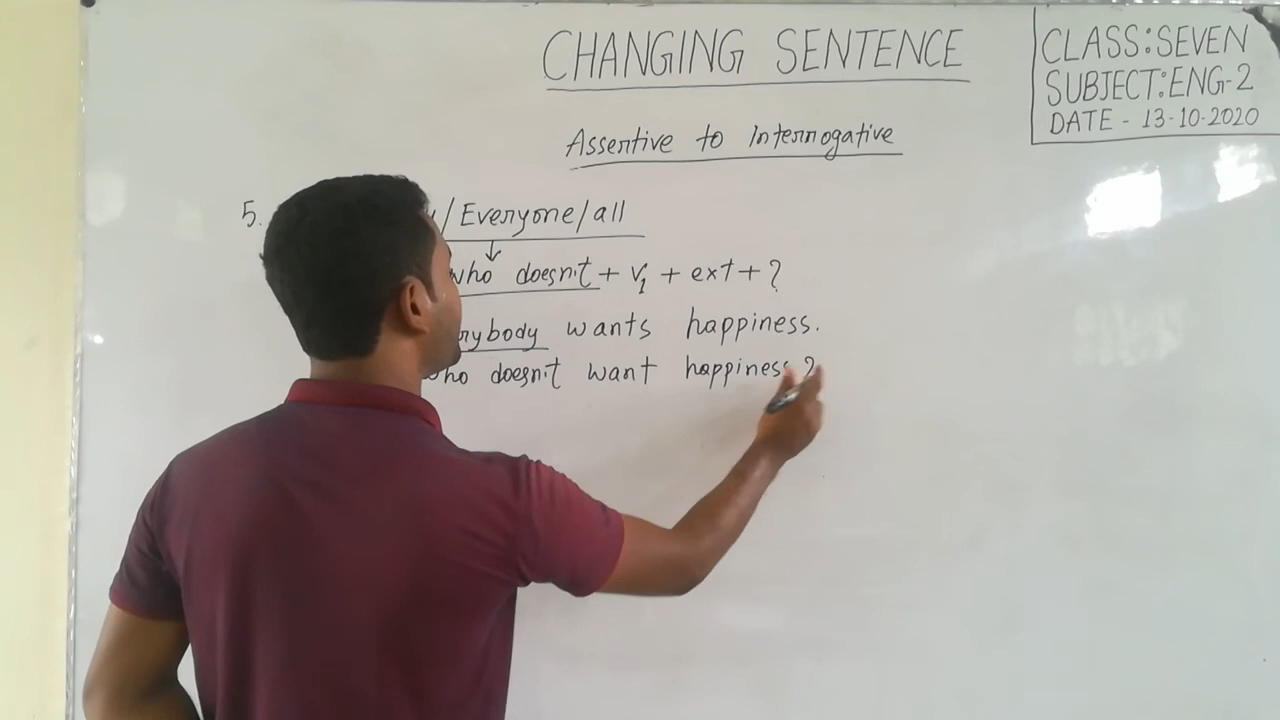 CHANGING SENTENCE
CLASS:SEVEN
SUBJECT:ENG-2
DATE - 13-10-2020
Assertive to Interrogative
5. /Everyone/all
who doesn't + V1 + ext + ?
rybody wants happiness.
who doesn't want happiness?